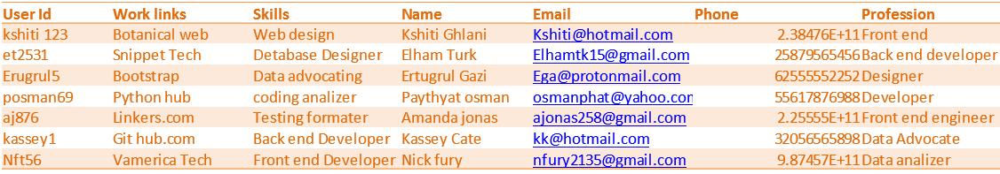 User Id Work links Skills Name Email Phone Profession
kshiti 123 Botanical web Web design Kshiti Ghlani Kshiti@hotmail.com 2.38476E+11 Front end
et2531 Snippet Tech Detabase Designer Elham Turk Elhamtk15@gmail.com 25879565456 Back end developer
Erugrul5 Bootstrap Data advocating Ertugrul Gazi Ega@protonmail.com 62555552252 Designer
posman69 Python hub coding analizer Paythyat osman osmanphat@yahoo.con 55617876988 Developer
aj876 Linkers.com Testing formater Amanda jonas ajonas258@gmail.com 2.25555E+11 Front end engineer
kassey1 Git hub.com Back end Developer Kassey Cate kk@hotmail.com 32056565898 Data Advocate
Nft56 Vamerica Tech Front end Developer Nick fury nfury2135@gmail.com 9.87457E+11 Data analizer